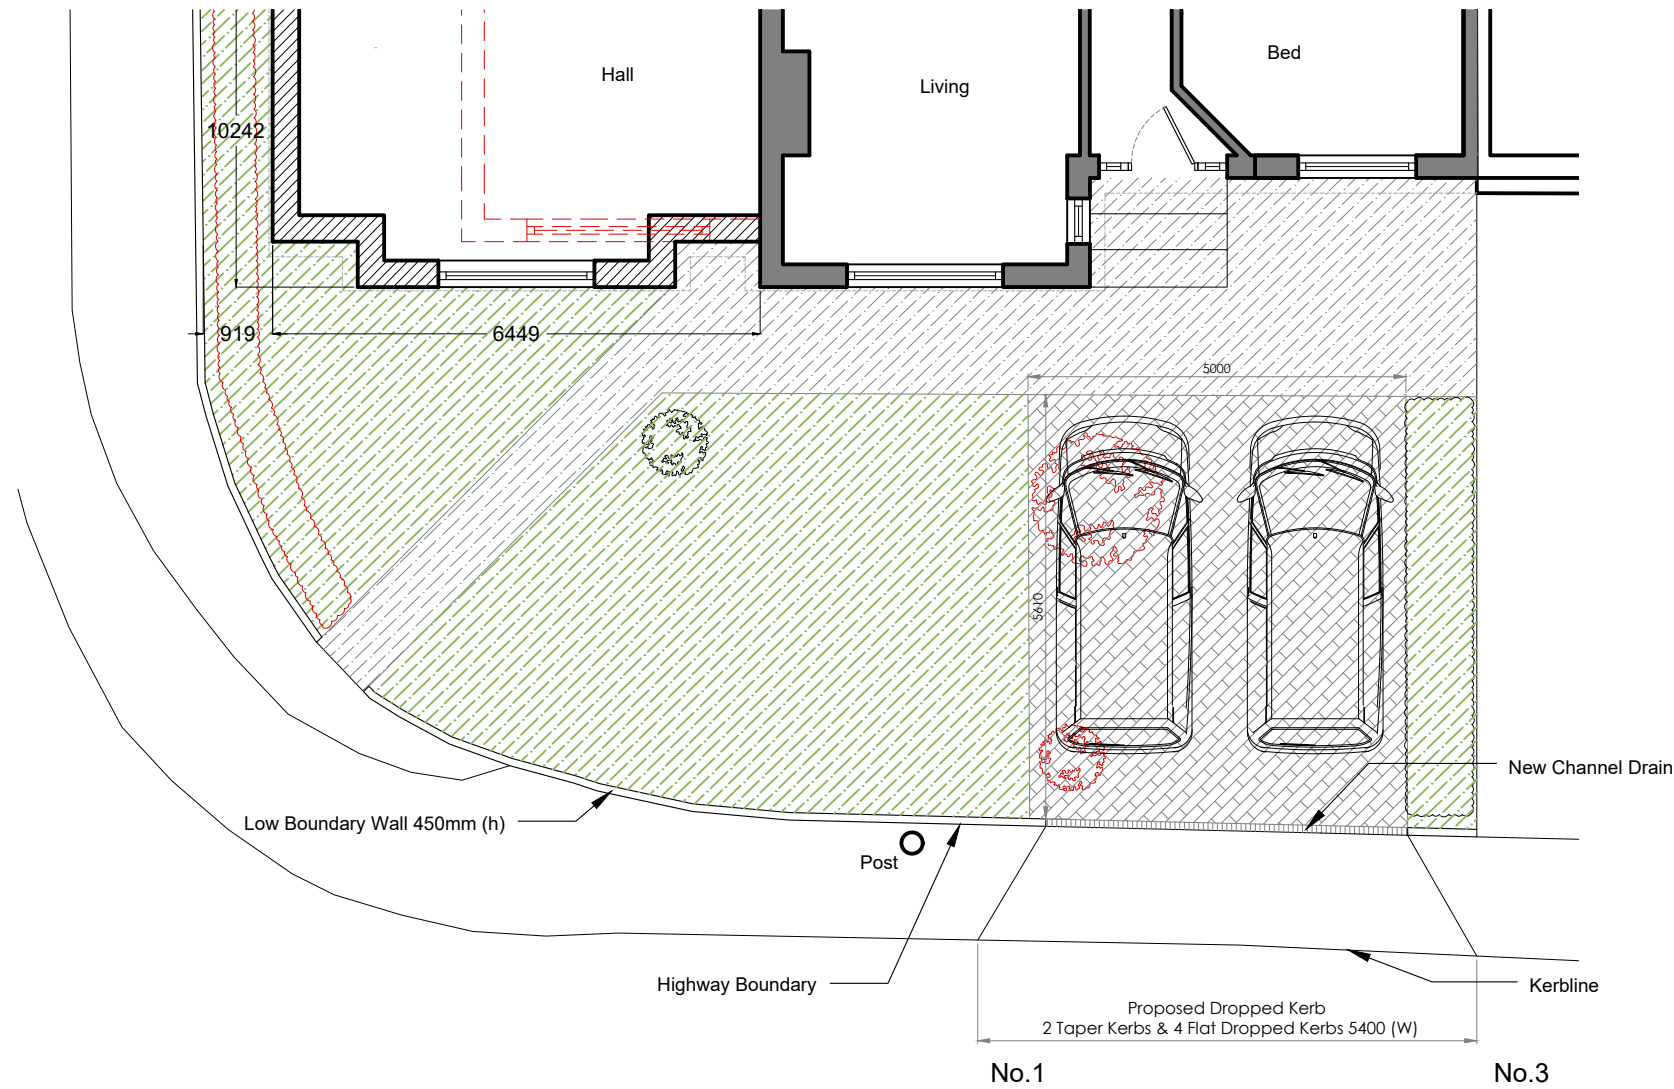 Hall
Living
Bed
10242
919
6449
5000
5610
New Channel Drain
Low Boundary Wall 450mm (h)
Post
Highway Boundary
Kerbline
Proposed Dropped Kerb
2 Taper Kerbs & 4 Flat Dropped Kerbs 5400 (W)
No.1
No.3